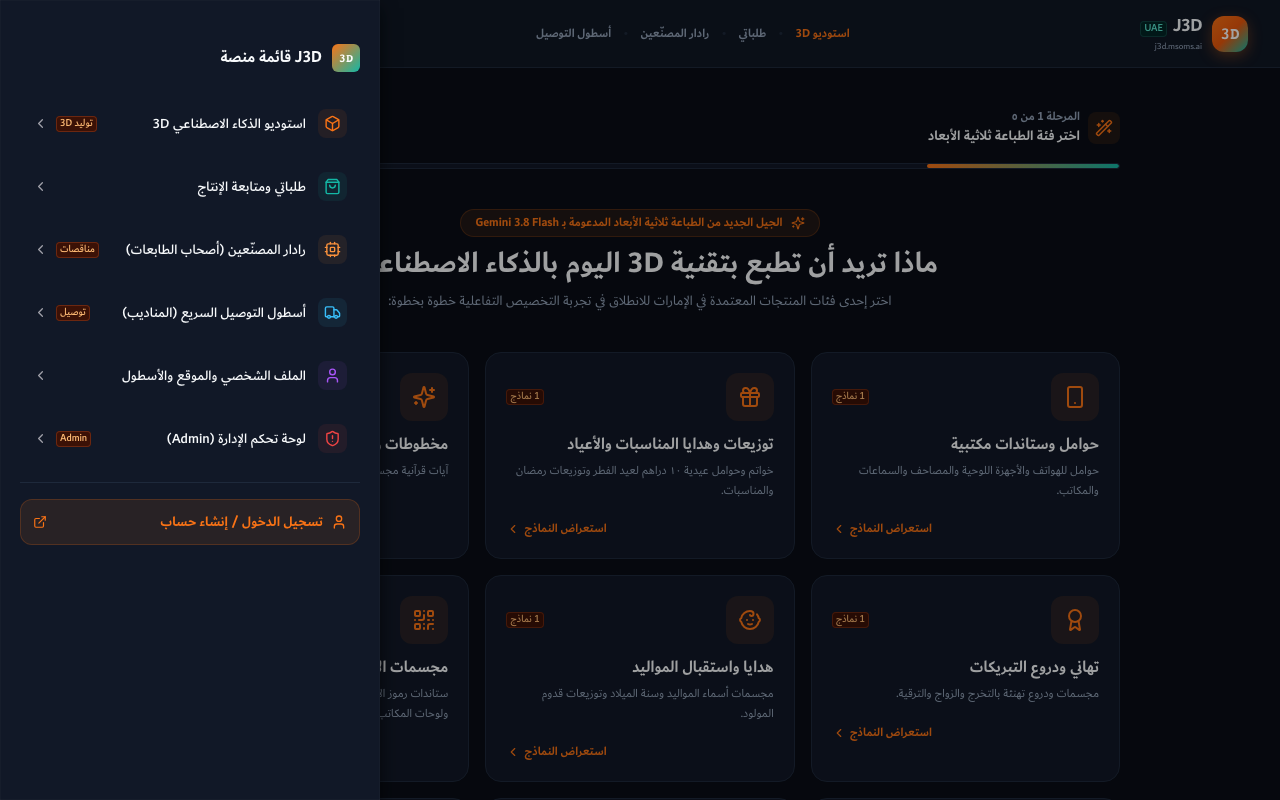 3D
J3D
UAE
j3d.msoms.ai
استوديو 3D
طلباتي
رادار المصنّعين
أسطول التوصيل
3D
J3D قائمة منصة
استوديو الذكاء الاصطناعي 3D
توليد 3D
طلباتي ومتابعة الإنتاج
رادار المصنّعين (أصحاب الطابعات)
مناقصات
أسطول التوصيل السريع (المناديب)
توصيل
الملف الشخصي والموقع والأسطول
لوحة تحكم الإدارة (Admin)
Admin
تسجيل الدخول / إنشاء حساب
المرحلة 1 من ٥
اختر فئة الطباعة ثلاثية الأبعاد
الجيل الجديد من الطباعة ثلاثية الأبعاد المدعومة بـ Gemini 3.8 Flash
ماذا تريد أن تطبع بتقنية 3D اليوم بالذكاء الاصطناع
اختر إحدى فئات المنتجات المعتمدة في الإمارات للانطلاق في تجربة التخصيص التفاعلية خطوة بخطوة:
1 نماذج
حوامل وستاندات مكتبية
حوامل للهواتف والأجهزة اللوحية والمصاحف والسماعات
والمكاتب.
استعراض النماذج
1 نماذج
توزيعات وهدايا المناسبات والأعياد
خواتم وحوامل عيدية ١٠ دراهم لعيد الفطر وتوزيعات رمضان
والمناسبات.
استعراض النماذج
مخطوطات
آيات قرآنية
1 نماذج
تهاني ودروع التبريكات
مجسمات ودروع تهنئة بالتخرج والزواج والترقية.
استعراض النماذج
1 نماذج
هدايا واستقبال المواليد
مجسمات أسماء المواليد وسنة الميلاد وتوزيعات قدوم
المولود.
استعراض النماذج
مجسمات
ستاندات رموز
ولوحات المكاتب